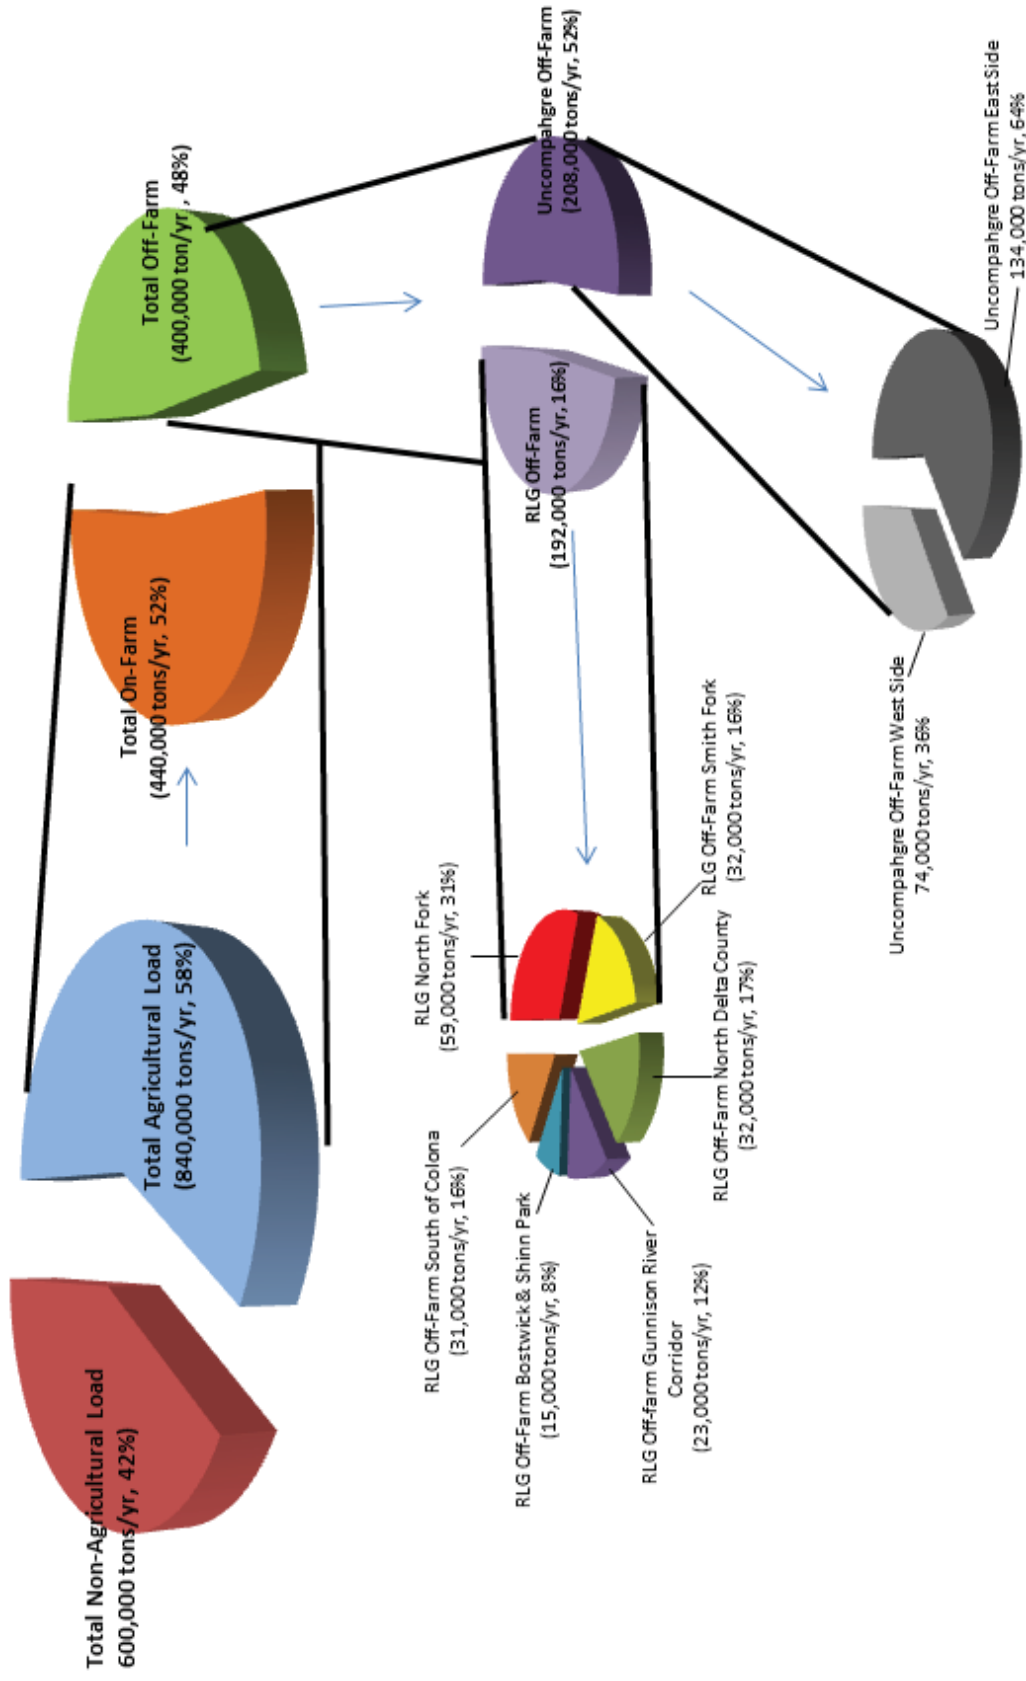 Total Non-Agricultural Load
600,000 tons/yr, 42%)
Total Agricultural Load
(840,000 tons/yr, 58%)
Total On-Farm
(440,000 tons/yr, 52%)
Total Off-Farm
(400,000 ton/yr , 48%)
RLG Off-Farm
(192,000 tons/yr, 16%)
Uncompahgre Off-Farm
(208,000 tons/yr, 52%)
RLG North Fork
(59,000 tons/yr, 31%)
RLG Off-Farm South of Colona
(31,000 tons/yr, 16%)
RLG Off-Farm Bostwick & Shinn Park
(15,000 tons/yr, 8%)
RLG Off-farm Gunnison River
Corridor
(23,000 tons/yr, 12%)
RLG Off-Farm North Delta County
(32,000 tons/yr, 17%)
RLG Off-Farm Smith Fork
(32,000 tons/yr, 16%)
Uncompahgre Off-Farm West Side
74,000 tons/yr, 36%
Uncompahgre Off-Farm East Side
134,000 tons/yr, 64%